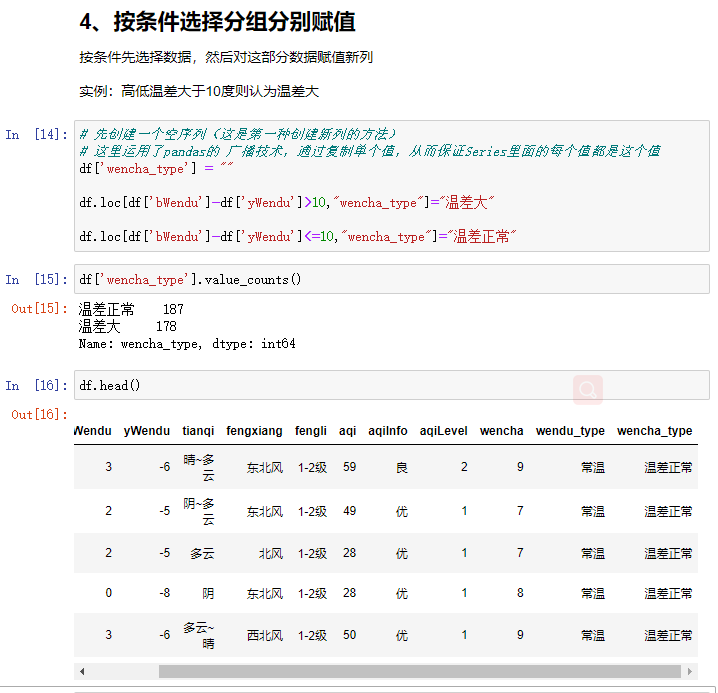 4、按条件选择分组分别赋值
按条件先选择数据，然后对这部分数据赋值新列
实例：高低温差大于10度则认为温差大
In [14]: # 先创建一个空序列（这是第一种创建新列的方法）
# 这里运用了pandas的 广播技术，通过复制单个值，从而保证Series里面的每个值都是这个值
df['wencha_type'] = ""
df.loc[df['bWendu']-df['yWendu']>10,"wencha_type"]="温差大"
df.loc[df['bWendu']-df['yWendu']<=10,"wencha_type"]="温差正常"
In [15]: df['wencha_type'].value_counts()
Out[15]: 温差正常 187
温差大 178
Name: wencha_type, dtype: int64
In [16]: df.head()
Out[16]:
Wendu yWendu tianqi fengxiang fengli aqi aqiInfo aqiLevel wencha wendu_type wencha_type
3 -6 晴~多云 东北风 1-2级 59 良 2 9 常温 温差正常
2 -5 阴~多云 东北风 1-2级 49 优 1 7 常温 温差正常
2 -5 多云 北风 1-2级 28 优 1 7 常温 温差正常
0 -8 阴 东北风 1-2级 28 优 1 8 常温 温差正常
3 -6 多云~晴 西北风 1-2级 50 优 1 9 常温 温差正常